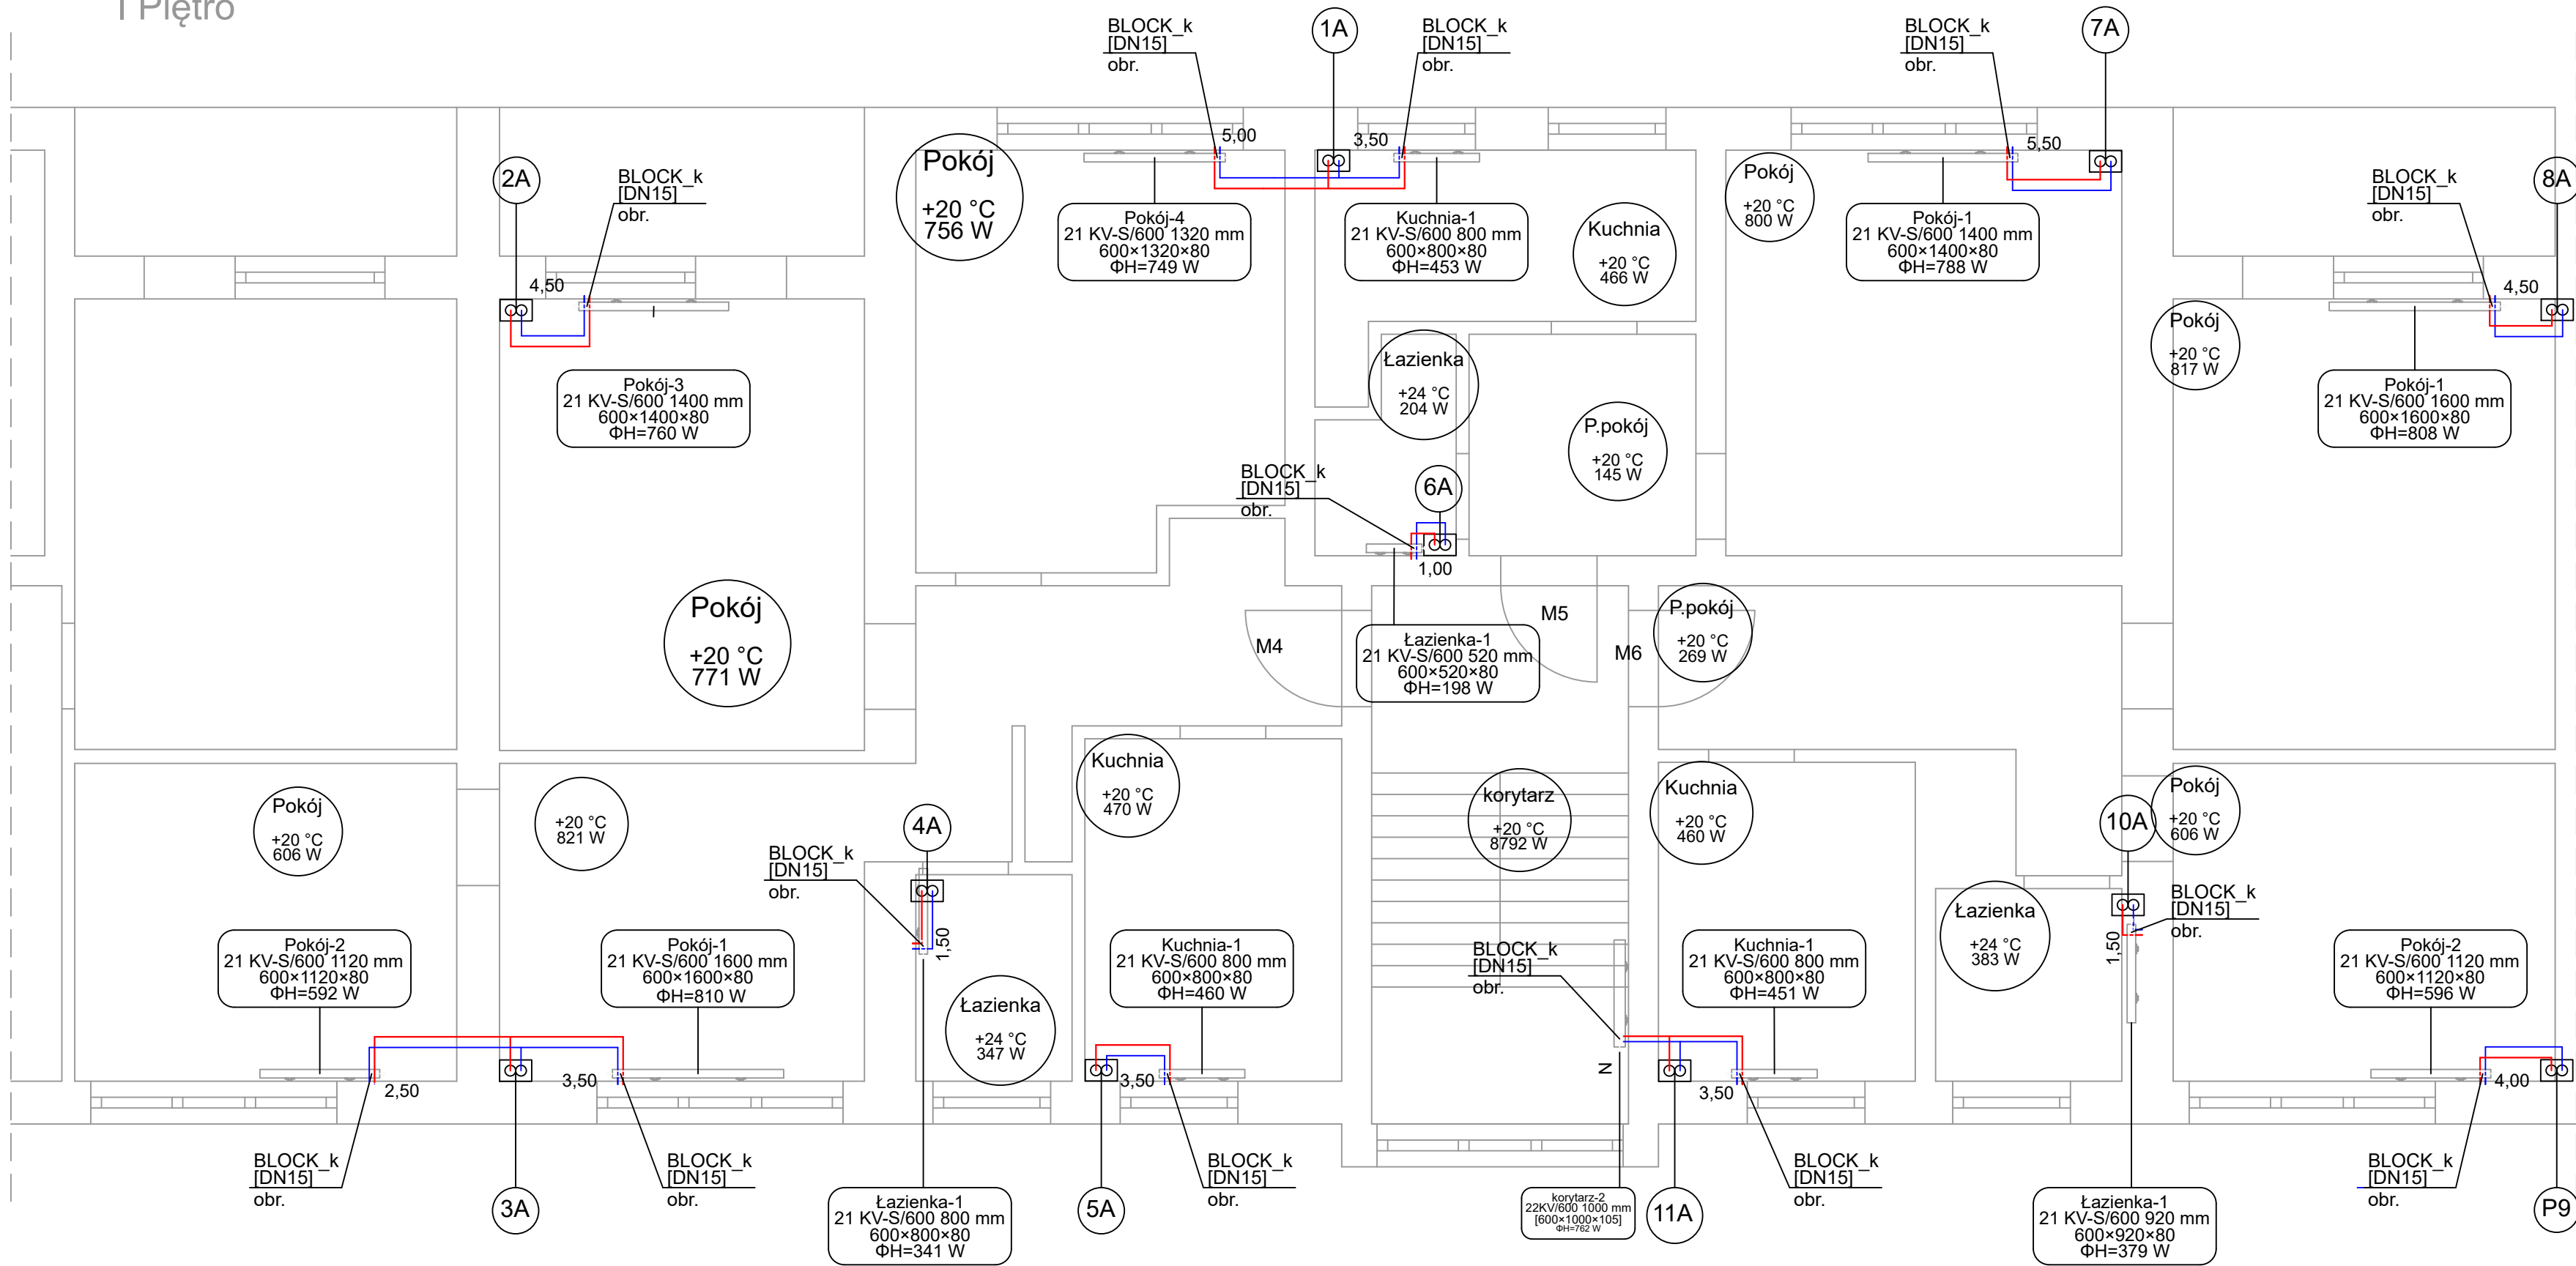 I Piętro
BLOCK_k
[DN15]
obr.
1A
BLOCK_k
[DN15]
obr.
BLOCK_k
[DN15]
obr.
7A
5,00
3,50
5,50
2A
BLOCK_k
[DN15]
obr.
4,50
Pokój
+20 °C
756 W
Pokój-4
21 KV-S/600 1320 mm
600×1320×80
ΦH=749 W
Kuchnia-1
21 KV-S/600 800 mm
600×800×80
ΦH=453 W
Kuchnia
+20 °C
466 W
Pokój
+20 °C
800 W
Pokój-1
21 KV-S/600 1400 mm
600×1400×80
ΦH=788 W
BLOCK_k
[DN15]
obr.
8A
4,50
Pokój
+20 °C
817 W
Pokój-3
21 KV-S/600 1400 mm
600×1400×80
ΦH=760 W
Łazienka
+24 °C
204 W
P.pokój
+20 °C
145 W
Pokój-1
21 KV-S/600 1600 mm
600×1600×80
ΦH=808 W
BLOCK_k
[DN15]
obr.
6A
1,00
Pokój
+20 °C
771 W
M4
M5
M6
Łazienka-1
21 KV-S/600 520 mm
600×520×80
ΦH=198 W
P.pokój
+20 °C
269 W
Pokój
+20 °C
606 W
+20 °C
821 W
BLOCK_k
[DN15]
obr.
4A
1,50
Kuchnia
+20 °C
470 W
korytarz
+20 °C
8792 W
Kuchnia
+20 °C
460 W
10A
Pokój
+20 °C
606 W
BLOCK_k
[DN15]
obr.
1,50
Pokój-2
21 KV-S/600 1120 mm
600×1120×80
ΦH=592 W
Pokój-1
21 KV-S/600 1600 mm
600×1600×80
ΦH=810 W
Łazienka
+24 °C
347 W
Kuchnia-1
21 KV-S/600 800 mm
600×800×80
ΦH=460 W
BLOCK_k
[DN15]
obr.
Kuchnia-1
21 KV-S/600 800 mm
600×800×80
ΦH=451 W
Łazienka
+24 °C
383 W
Pokój-2
21 KV-S/600 1120 mm
600×1120×80
ΦH=596 W
2,50
3,50
3,50
N
3,50
4,00
BLOCK_k
[DN15]
obr.
3A
BLOCK_k
[DN15]
obr.
Łazienka-1
21 KV-S/600 800 mm
600×800×80
ΦH=341 W
5A
BLOCK_k
[DN15]
obr.
korytarz-2
22KV/600 1000 mm
[600×1000×105]
ΦH=762 W
11A
BLOCK_k
[DN15]
obr.
Łazienka-1
21 KV-S/600 920 mm
600×920×80
ΦH=379 W
BLOCK_k
[DN15]
obr.
P9